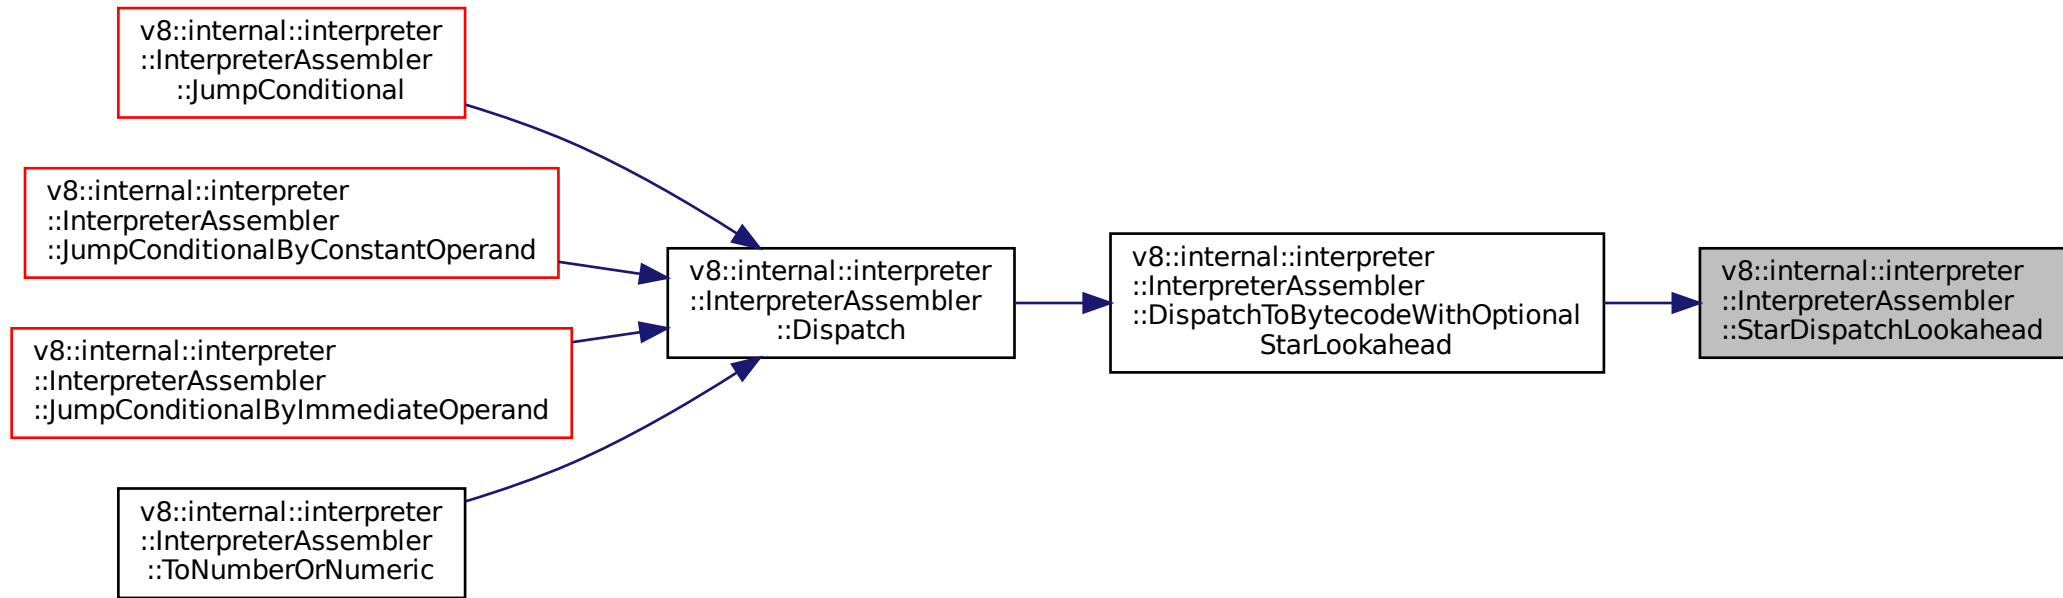 v8::internal::interpreter
::InterpreterAssembler
::JumpConditional
v8::internal::interpreter
::InterpreterAssembler
::JumpConditionalByConstantOperand
v8::internal::interpreter
::InterpreterAssembler
::JumpConditionalByImmediateOperand
v8::internal::interpreter
::InterpreterAssembler
::ToNumberOrNumeric
v8::internal::interpreter
::InterpreterAssembler
::Dispatch
v8::internal::interpreter
::InterpreterAssembler
::DispatchToBytecodeWithOptional
StarLookahead
v8::internal::interpreter
::InterpreterAssembler
::StarDispatchLookahead